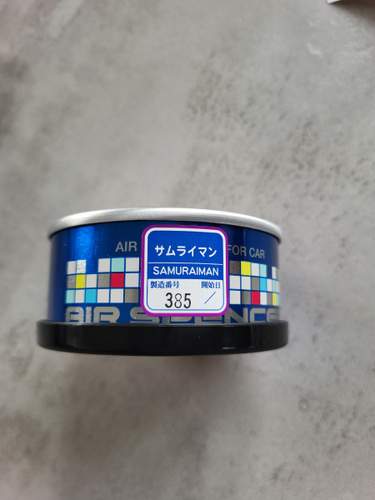 AIR
FOR CAR
サムライマン
SAMURAIMAN
製造番号 開始日
385 /
AIR SPENCE